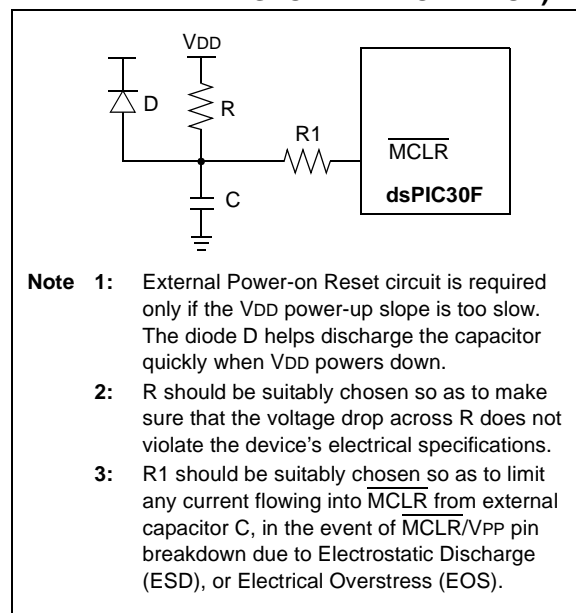 VDD
D
R
R1
MCLR
dsPIC30F
C
Note 1: External Power-on Reset circuit is required
only if the VDD power-up slope is too slow.
The diode D helps discharge the capacitor
quickly when VDD powers down.
2: R should be suitably chosen so as to make
sure that the voltage drop across R does not
violate the device's electrical specifications.
3: R1 should be suitably chosen so as to limit
any current flowing into MCLR from external
capacitor C, in the event of MCLR/VPP pin
breakdown due to Electrostatic Discharge
(ESD), or Electrical Overstress (EOS).